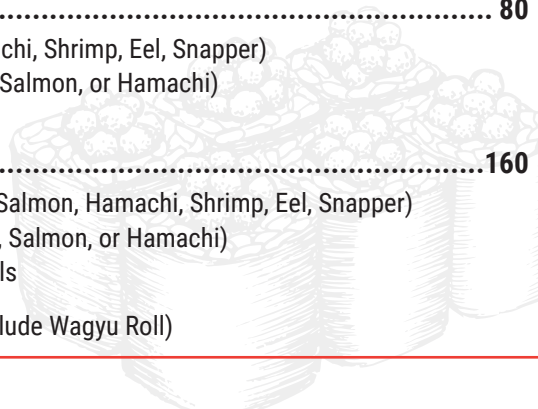 .................................................................. 80
chi, Shrimp, Eel, Snapper)
Salmon, or Hamachi)
.................................................................160
Salmon, Hamachi, Shrimp, Eel, Snapper)
, Salmon, or Hamachi)
ls
lude Wagyu Roll)